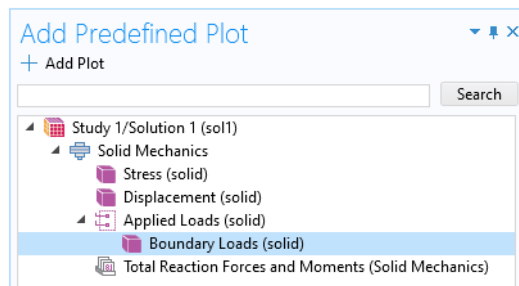 Add Predefined Plot
Add Plot
Search
Study 1/Solution 1 (sol1)
Solid Mechanics
Stress (solid)
Displacement (solid)
Applied Loads (solid)
Boundary Loads (solid)
Total Reaction Forces and Moments (Solid Mechanics)